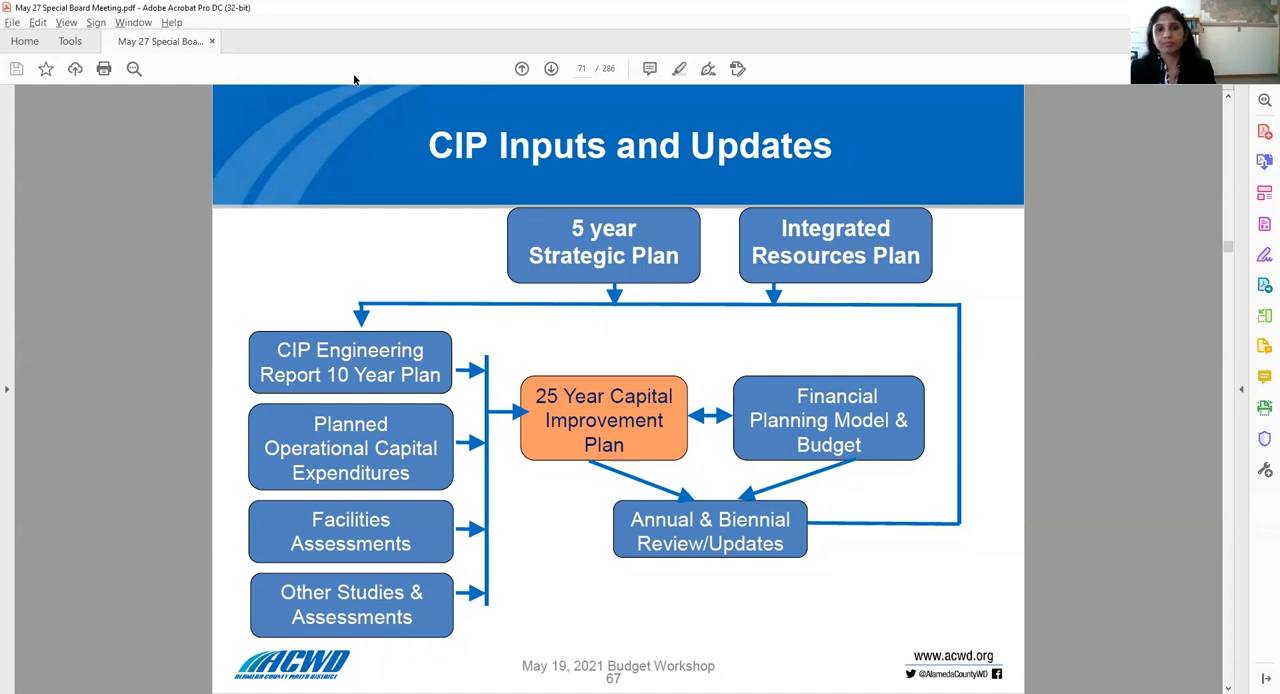 May 27 Special Board Meeting.pdf - Adobe Acrobat Pro DC (32-bit)
File Edit View Sign Window Help
Home Tools May 27 Special Boa... ×
71 / 286
CIP Inputs and Updates
5 year
Strategic Plan
Integrated
Resources Plan
CIP Engineering
Report 10 Year Plan
Planned
Operational Capital
Expenditures
Facilities
Assessments
Other Studies &
Assessments
25 Year Capital
Improvement
Plan
Financial
Planning Model &
Budget
Annual & Biennial
Review/Updates
ACWD
ALAMEDA COUNTY WATER DISTRICT
May 19, 2021 Budget Workshop
67
www.acwd.org
@AlamedaCountyWD